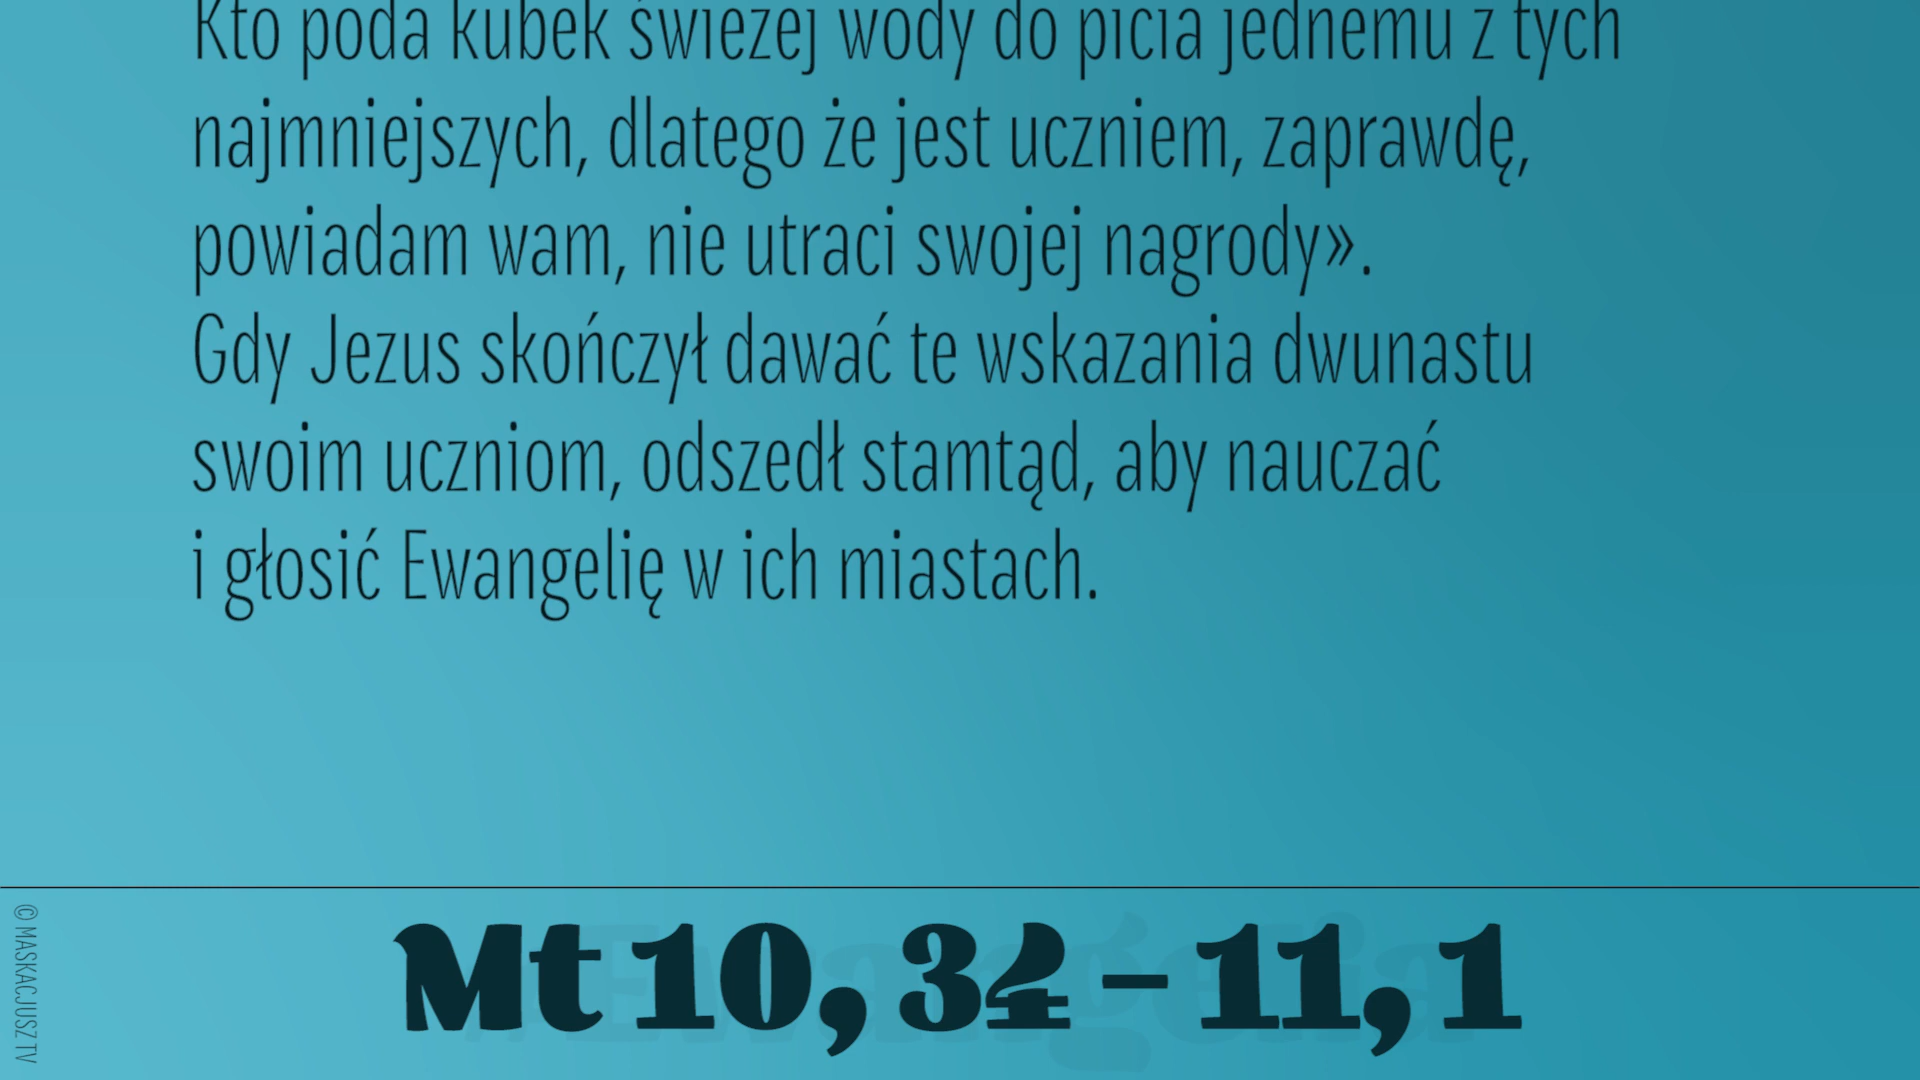 Kto poda kubek świeżej wody do picia jednemu z tych
najmniejszych, dlatego że jest uczniem, zaprawdę,
powiadam wam, nie utraci swojej nagrody».
Gdy Jezus skończył dawać te wskazania dwunastu
swoim uczniom, odszedł stamtąd, aby nauczać
i głosić Ewangelię w ich miastach.
Mt 10, 34 – 11, 1
Ewangelia
© MASKACJUSZ TV